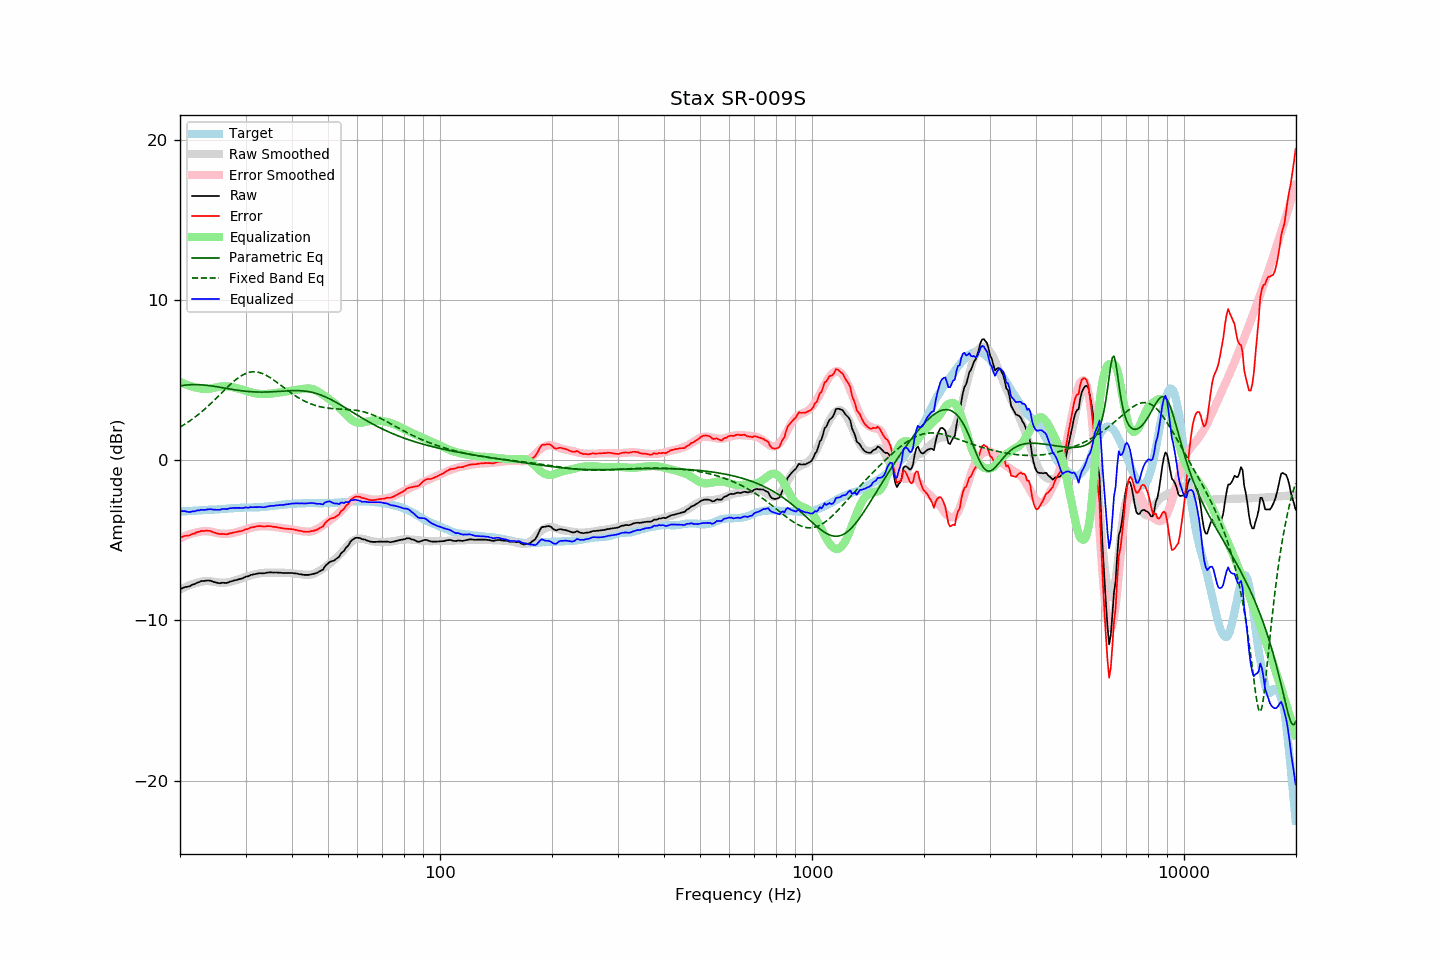 Stax SR-009S
Target
Raw Smoothed
Error Smoothed
Raw
Error
Equalization
Parametric Eq
Fixed Band Eq
Equalized
20
10
0
−10
−20
Amplitude (dBr)
100
1000
10000
Frequency (Hz)